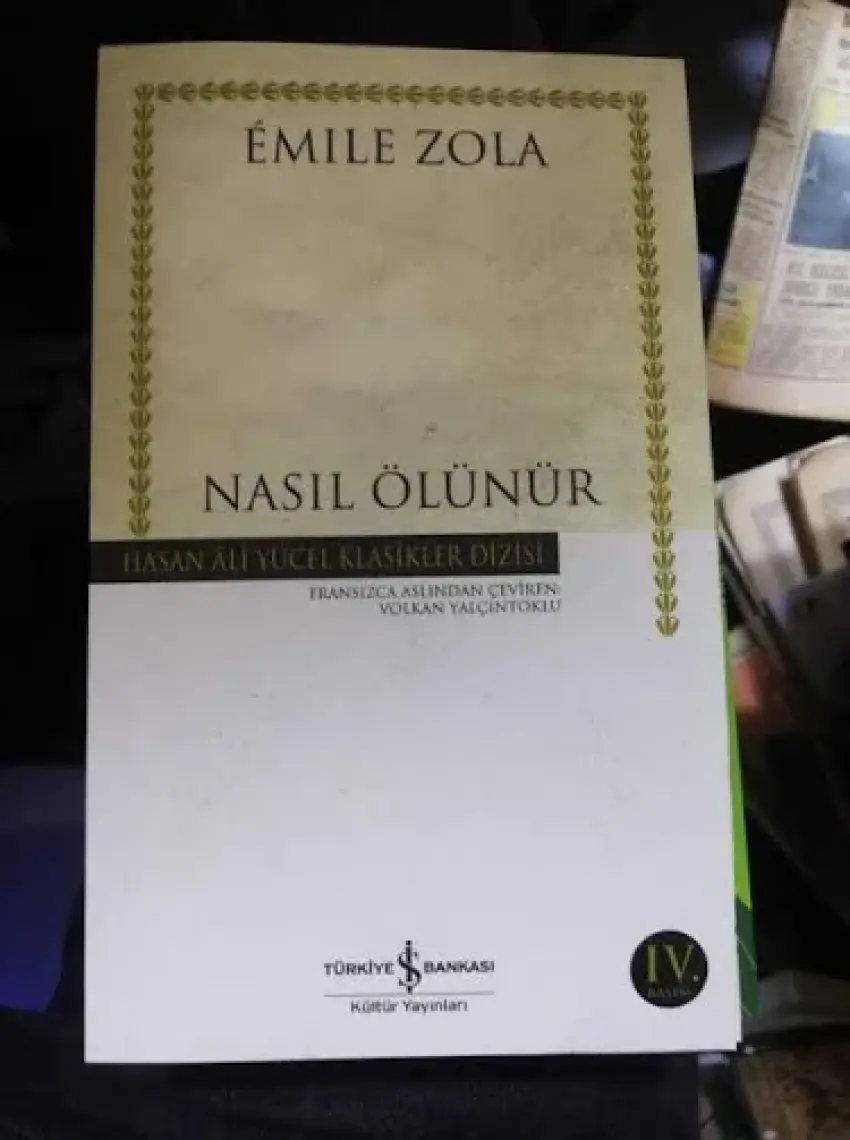 ÉMILE ZOLA
NASIL ÖLÜNÜR
HASAN ÂLİ YÜCEL KLASİKLER DİZİSİ
FRANSIZCA ASLINDAN ÇEVİREN:
VOLKAN YALÇINTOKLU
TÜRKİYE İŞ BANKASI
Kültür Yayınları
IV.
BASIM